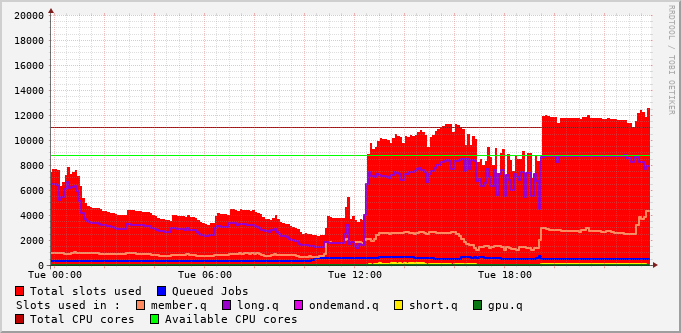 20000
18000
16000
14000
12000
10000
8000
6000
4000
2000
0
Tue 00:00 Tue 06:00 Tue 12:00 Tue 18:00
RRDTOOL / TOBI OETIKER
Total slots used Queued Jobs
Slots used in : member.q long.q ondemand.q short.q gpu.q
Total CPU cores Available CPU cores